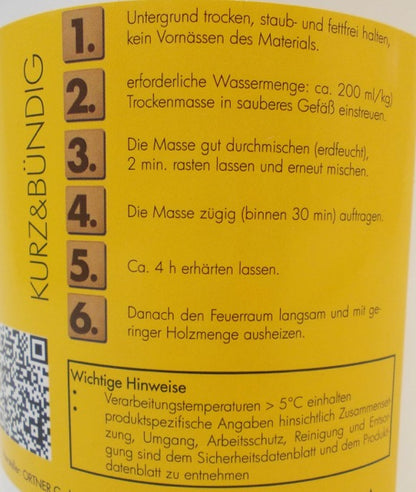 KURZ&BÜNDIG
1. Untergrund trocken, staub- und fettfrei halten,
kein Vornässen des Materials.
2. erforderliche Wassermenge: ca. 200 ml/kg)
Trockenmasse in sauberes Gefäß einstreuen.
3. Die Masse gut durchmischen (erdfeucht),
2 min. rasten lassen und erneut mischen.
4. Die Masse zügig (binnen 30 min) auftragen.
5. Ca. 4 h erhärten lassen.
6. Danach den Feuerraum langsam und mit ge-
ringer Holzmenge ausheizen.
Wichtige Hinweise
• Verarbeitungstemperaturen > 5°C einhalten
• produktspezifische Angaben hinsichtlich Zusammenset-
zung, Umgang, Arbeitsschutz, Reinigung und Entsor-
gung sind dem Sicherheitsdatenblatt und dem Produkt-
datenblatt zu entnehmen
ORTNER